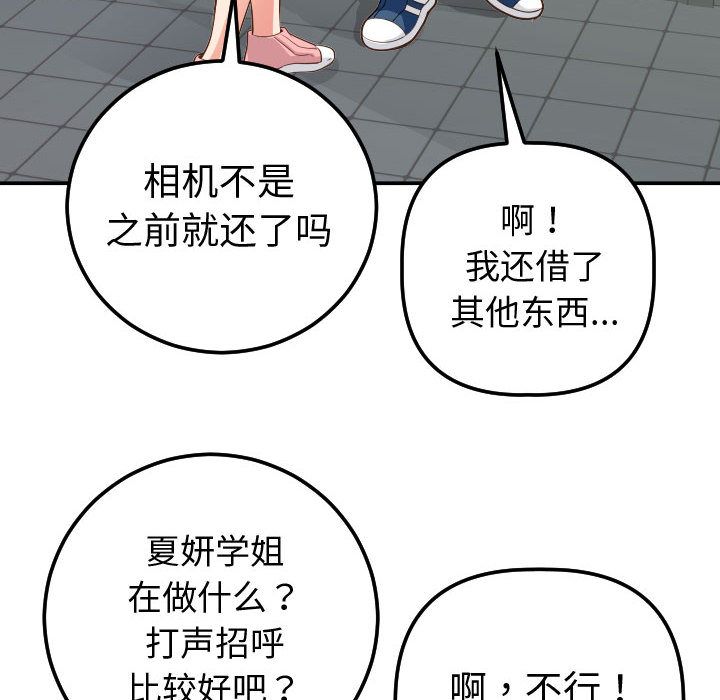 相机不是
之前就还了吗
啊！
我还借了
其他东西...
夏妍学姐
在做什么？
打声招呼
比较好吧？
啊，不行！